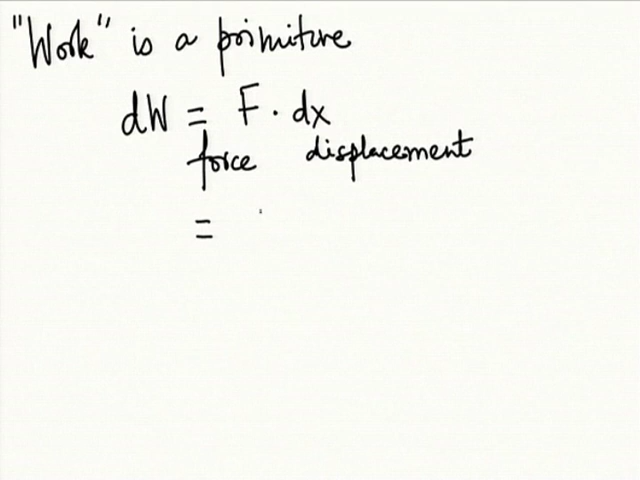 "Work" is a primitive
dW = F · dx
force displacement
=